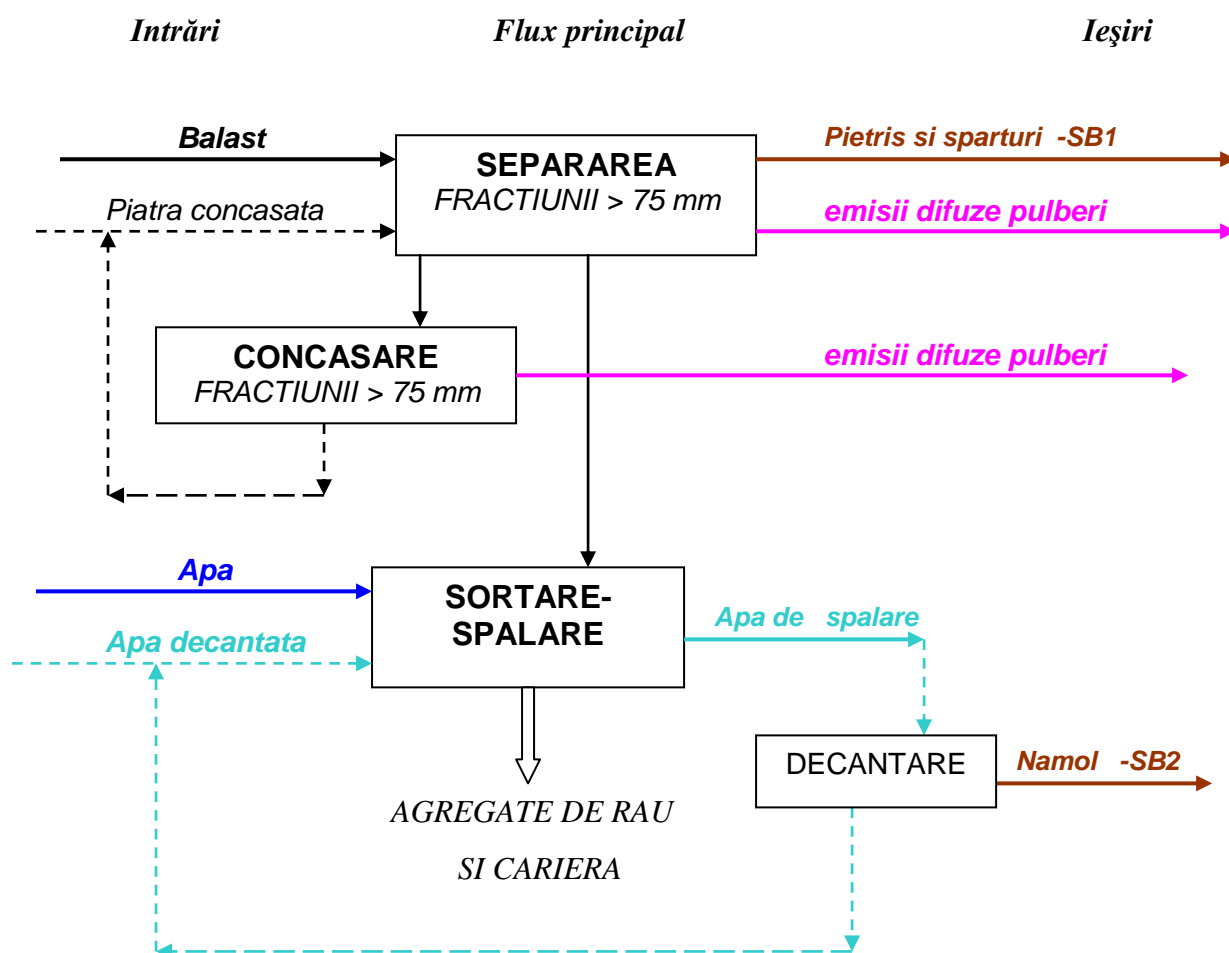 Intrări Flux principal Ieşiri
Balast
SEPARAREA
FRACTIUNII > 75 mm
Pietris si sparturi -SB1
Piatra concasata
emisii difuze pulberi
CONCASARE
FRACTIUNII > 75 mm
emisii difuze pulberi
Apa
SORTARE-
SPALARE
Apa decantata
Apa de spalare
DECANTARE
Namol -SB2
AGREGATE DE RAU
SI CARIERA